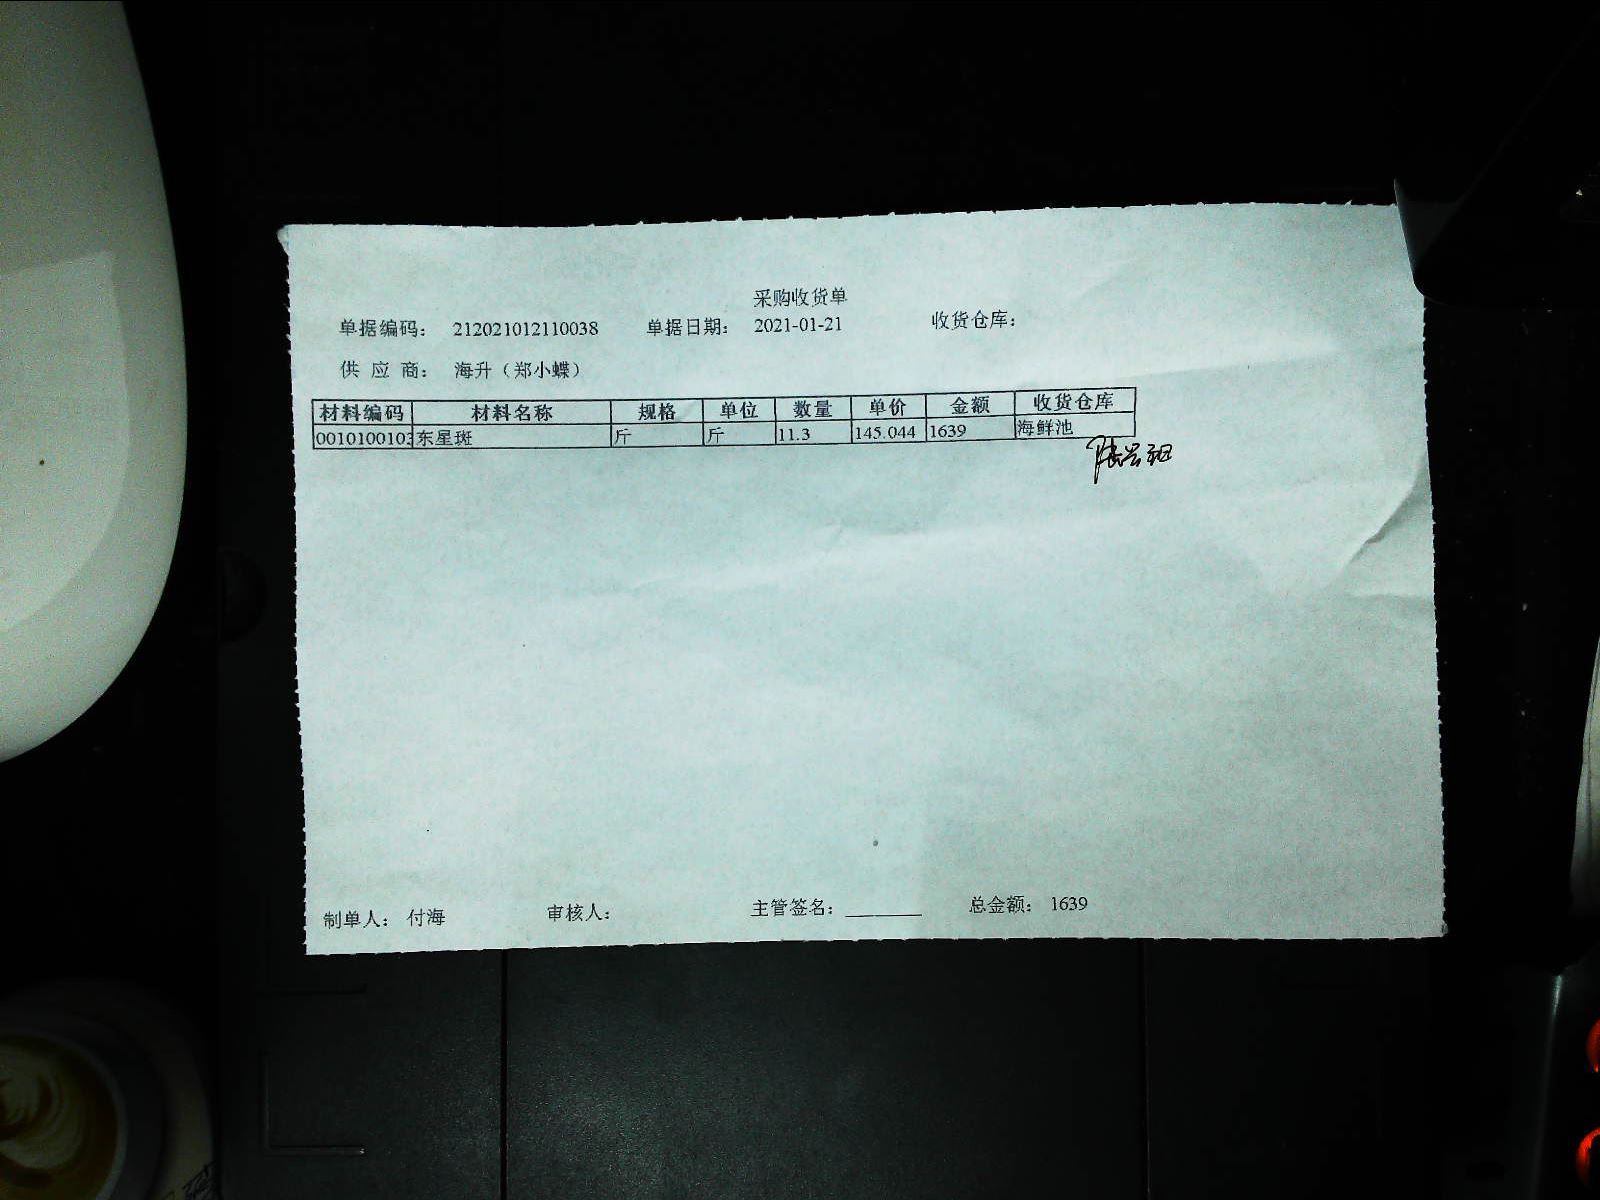 采购收货单
单据编码： 212021012110038 单据日期： 2021-01-21 收货仓库：
供 应 商： 海升（郑小蝶）
材料编码 材料名称 规格 单位 数量 单价 金额 收货仓库
0010100103 东星斑 斤 斤 11.3 145.044 1639 海鲜池
制单人： 付海 审核人： 主管签名：________ 总金额： 1639